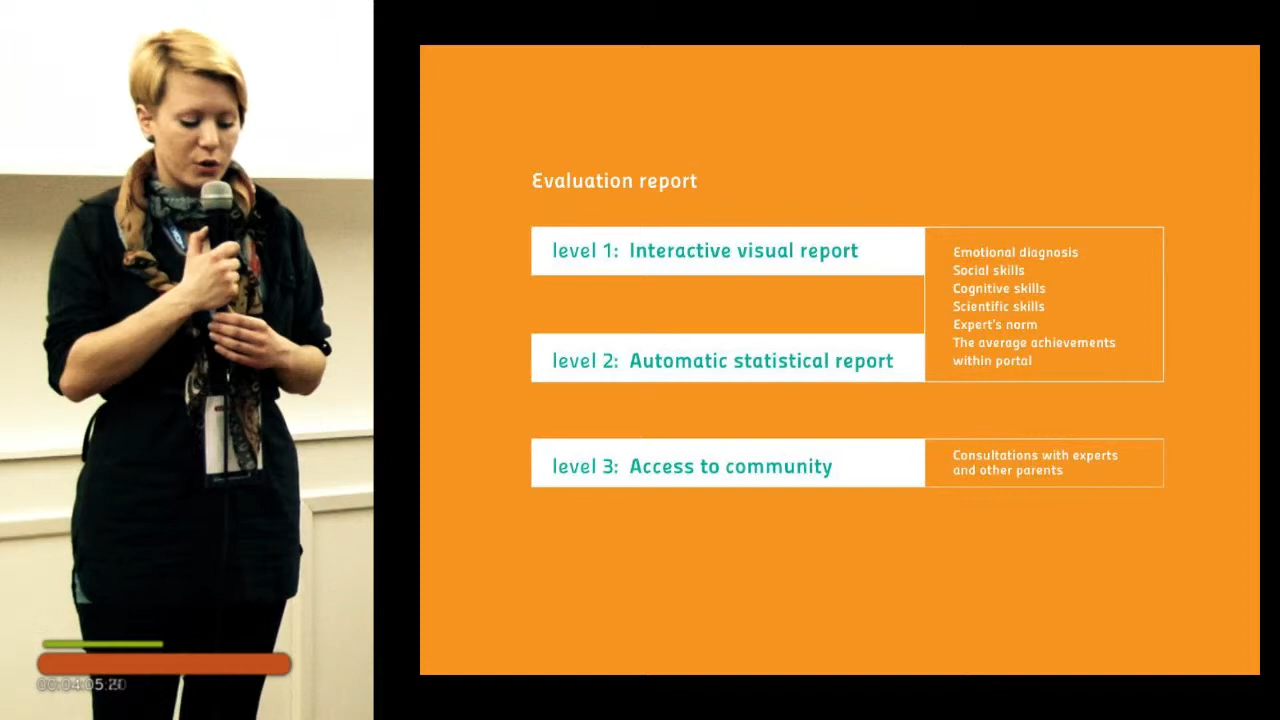 Evaluation report
level 1: Interactive visual report
Emotional diagnosis
Social skills
Cognitive skills
Scientific skills
Expert's norm
The average achievements
within portal
level 2: Automatic statistical report
level 3: Access to community
Consultations with experts
and other parents